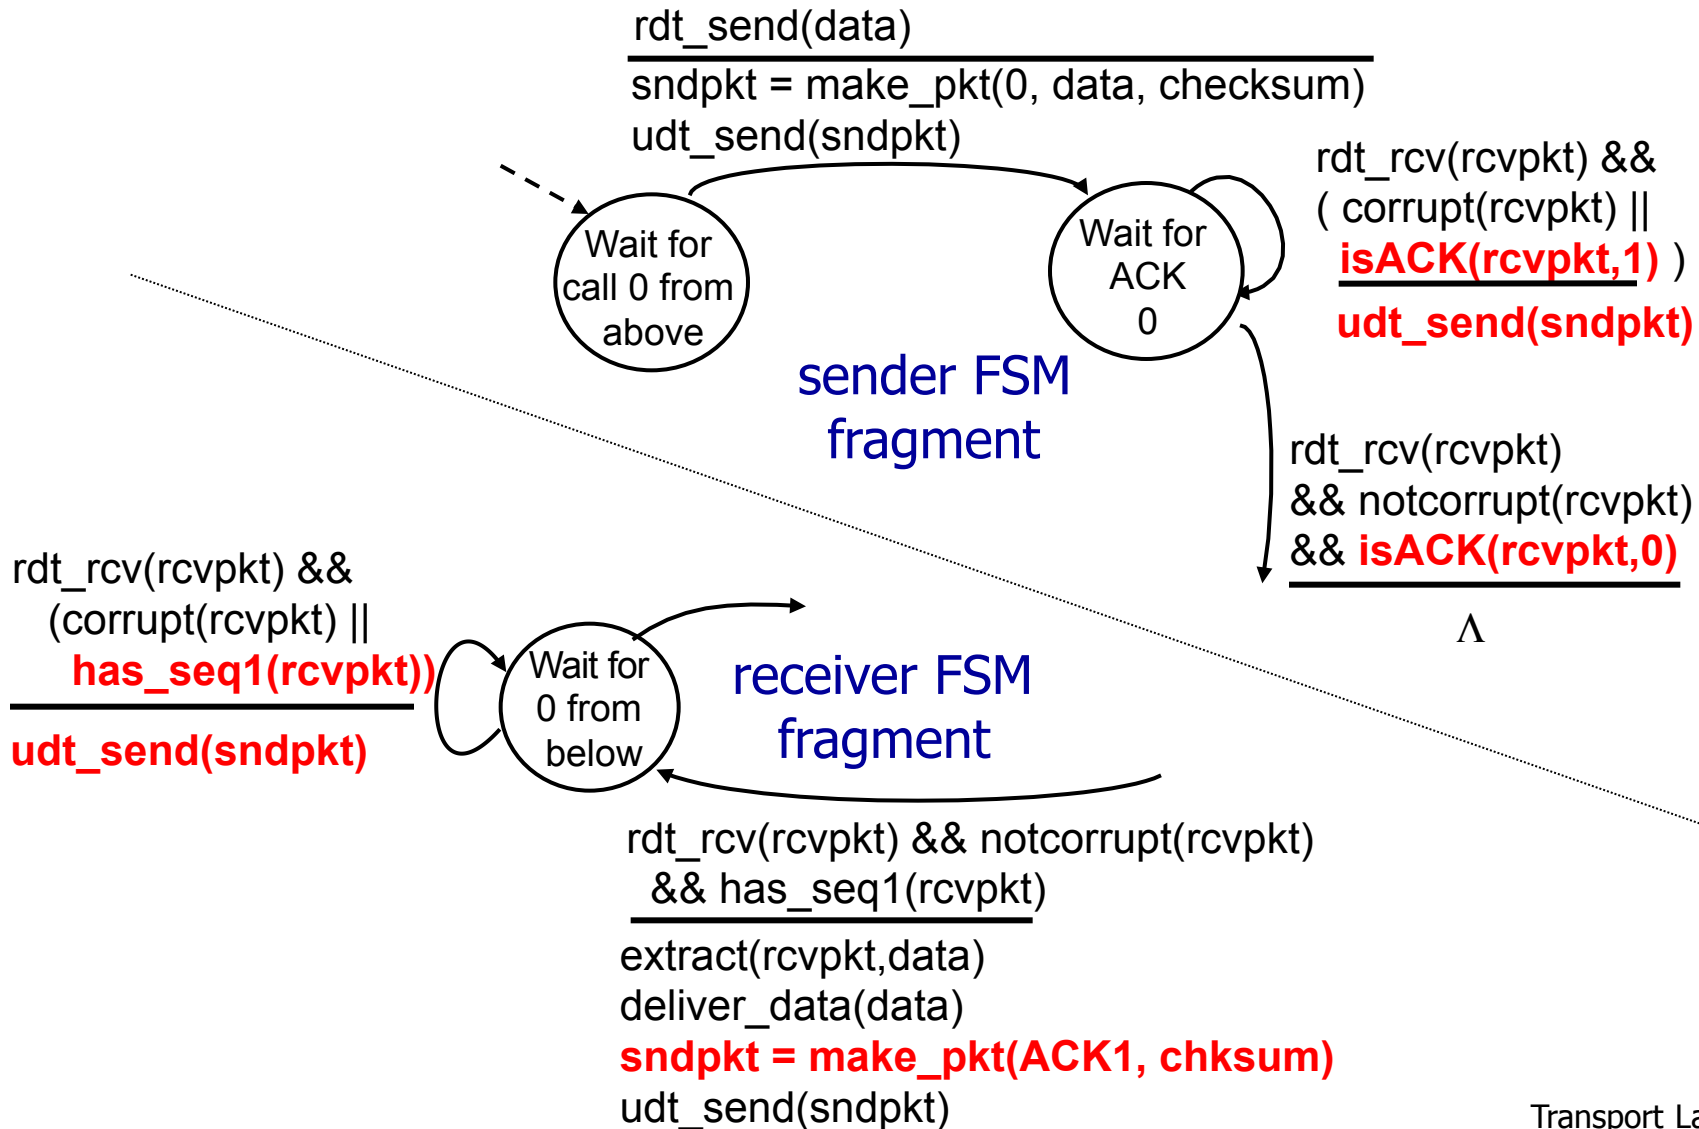 rdt_send(data)
sndpkt = make_pkt(0, data, checksum)
udt_send(sndpkt)
Wait for
call 0 from
above
Wait for
ACK
0
rdt_rcv(rcvpkt) &&
( corrupt(rcvpkt) ||
isACK(rcvpkt,1) )
udt_send(sndpkt)
sender FSM
fragment
rdt_rcv(rcvpkt)
&& notcorrupt(rcvpkt)
&& isACK(rcvpkt,0)
Λ
rdt_rcv(rcvpkt) &&
(corrupt(rcvpkt) ||
has_seq1(rcvpkt))
udt_send(sndpkt)
Wait for
0 from
below
receiver FSM
fragment
rdt_rcv(rcvpkt) && notcorrupt(rcvpkt)
&& has_seq1(rcvpkt)
extract(rcvpkt,data)
deliver_data(data)
sndpkt = make_pkt(ACK1, chksum)
udt_send(sndpkt)
Transport La